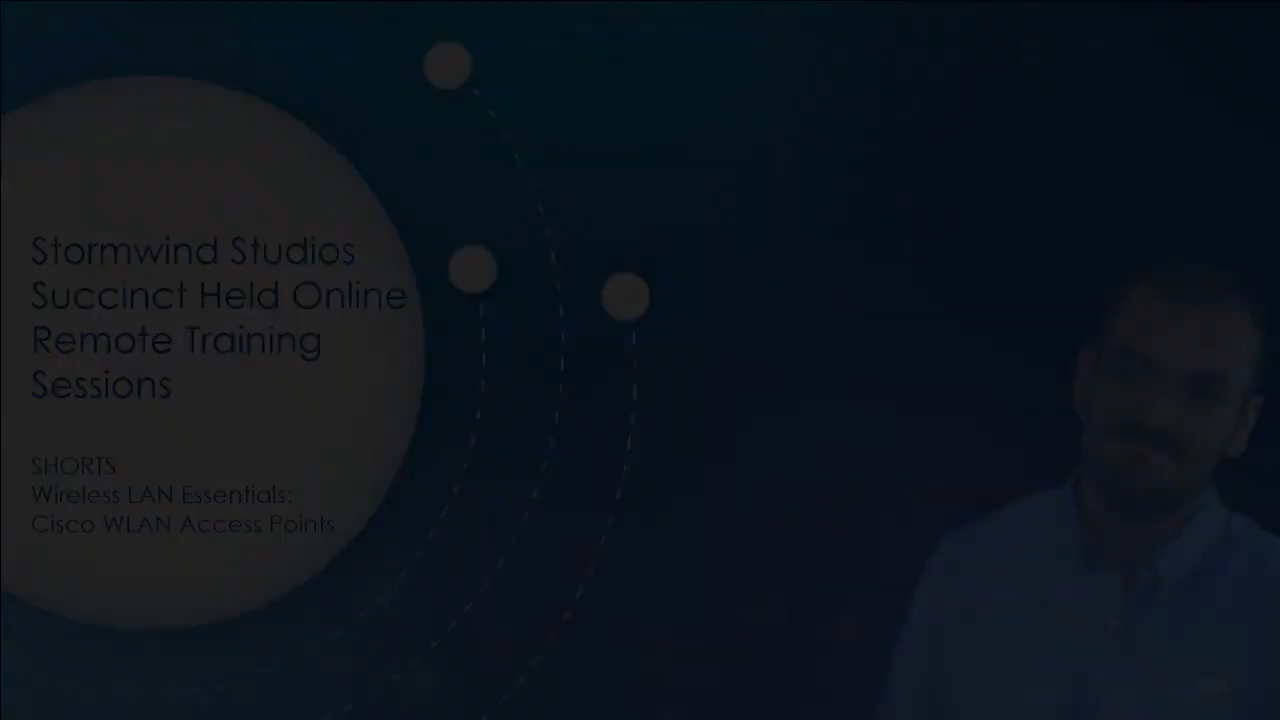 Stormwind Studios
Succinct Held Online
Remote Training
Sessions
SHORTS
Wireless LAN Essentials:
Cisco WLAN Access Points